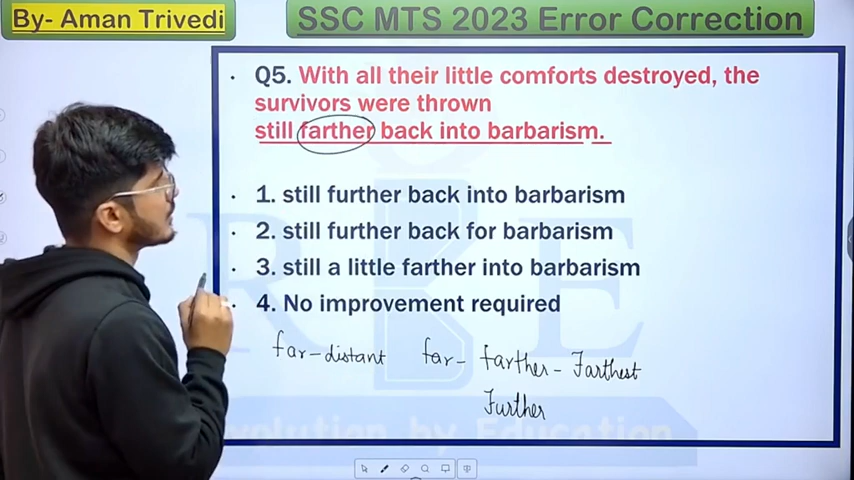 By- Aman Trivedi
SSC MTS 2023 Error Correction
Q5. With all their little comforts destroyed, the
survivors were thrown
still farther back into barbarism.
1. still further back into barbarism
2. still further back for barbarism
3. still a little farther into barbarism
4. No improvement required
far-distant far- farther - Farthest
Further
by Education